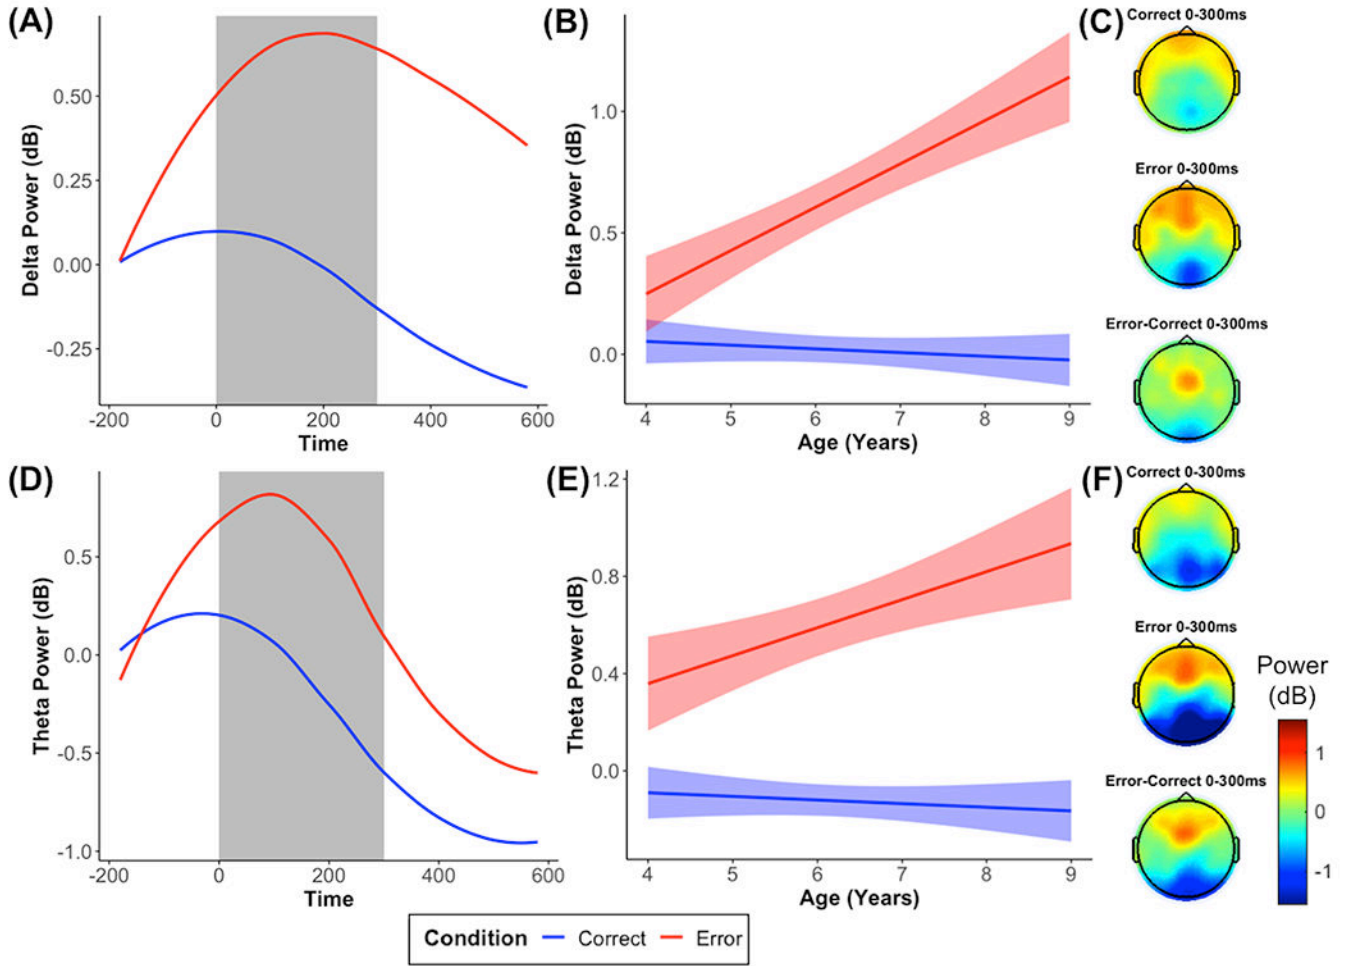 (A)
Delta Power (dB)
0.50
0.25
0.00
-0.25
-200
0
200
400
600
Time
(B)
Delta Power (dB)
1.0
0.5
0.0
4
5
6
7
8
9
Age (Years)
(C)
Correct 0-300ms
Error 0-300ms
Error-Correct 0-300ms
(D)
Theta Power (dB)
0.5
0.0
-0.5
-1.0
-200
0
200
400
600
Time
(E)
Theta Power (dB)
1.2
0.8
0.4
0.0
4
5
6
7
8
9
Age (Years)
(F)
Correct 0-300ms
Error 0-300ms
Error-Correct 0-300ms
Power
(dB)
1
0
-1
Condition Correct Error